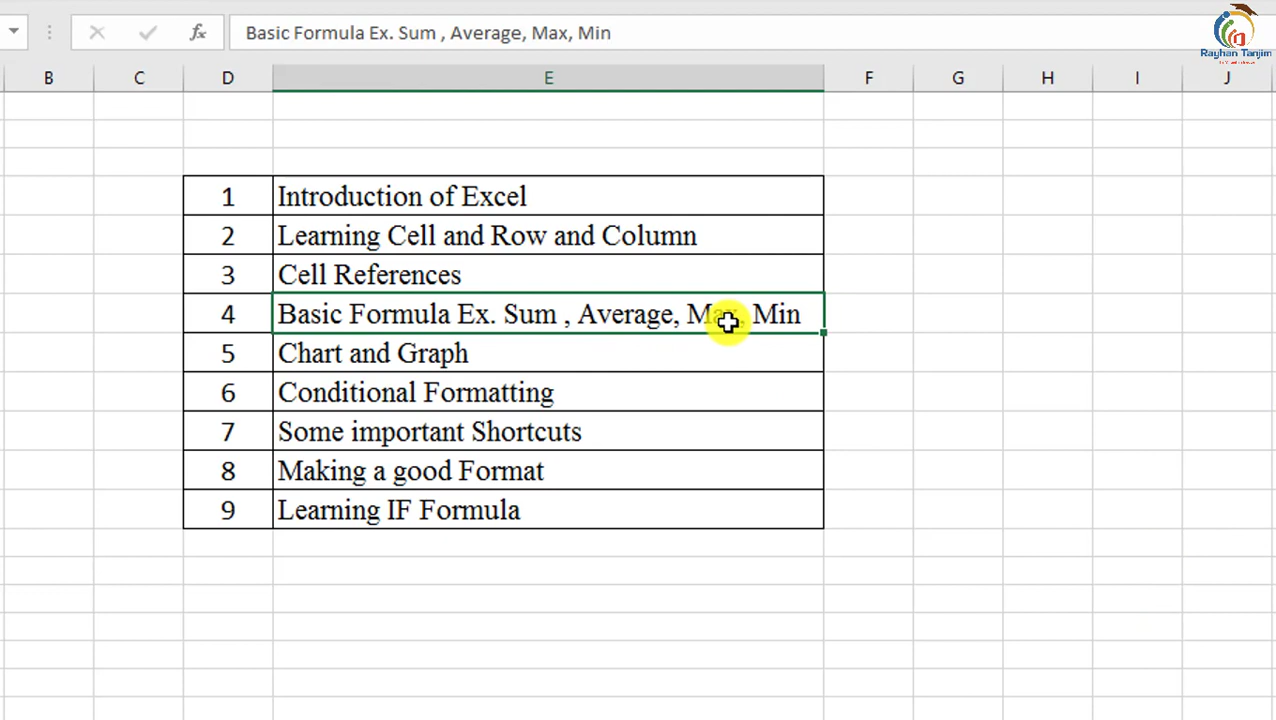 fx Basic Formula Ex. Sum , Average, Max, Min
Rayhan Tanjim
B C D E F G H I J
1 Introduction of Excel
2 Learning Cell and Row and Column
3 Cell References
4 Basic Formula Ex. Sum , Average, Max, Min
5 Chart and Graph
6 Conditional Formatting
7 Some important Shortcuts
8 Making a good Format
9 Learning IF Formula